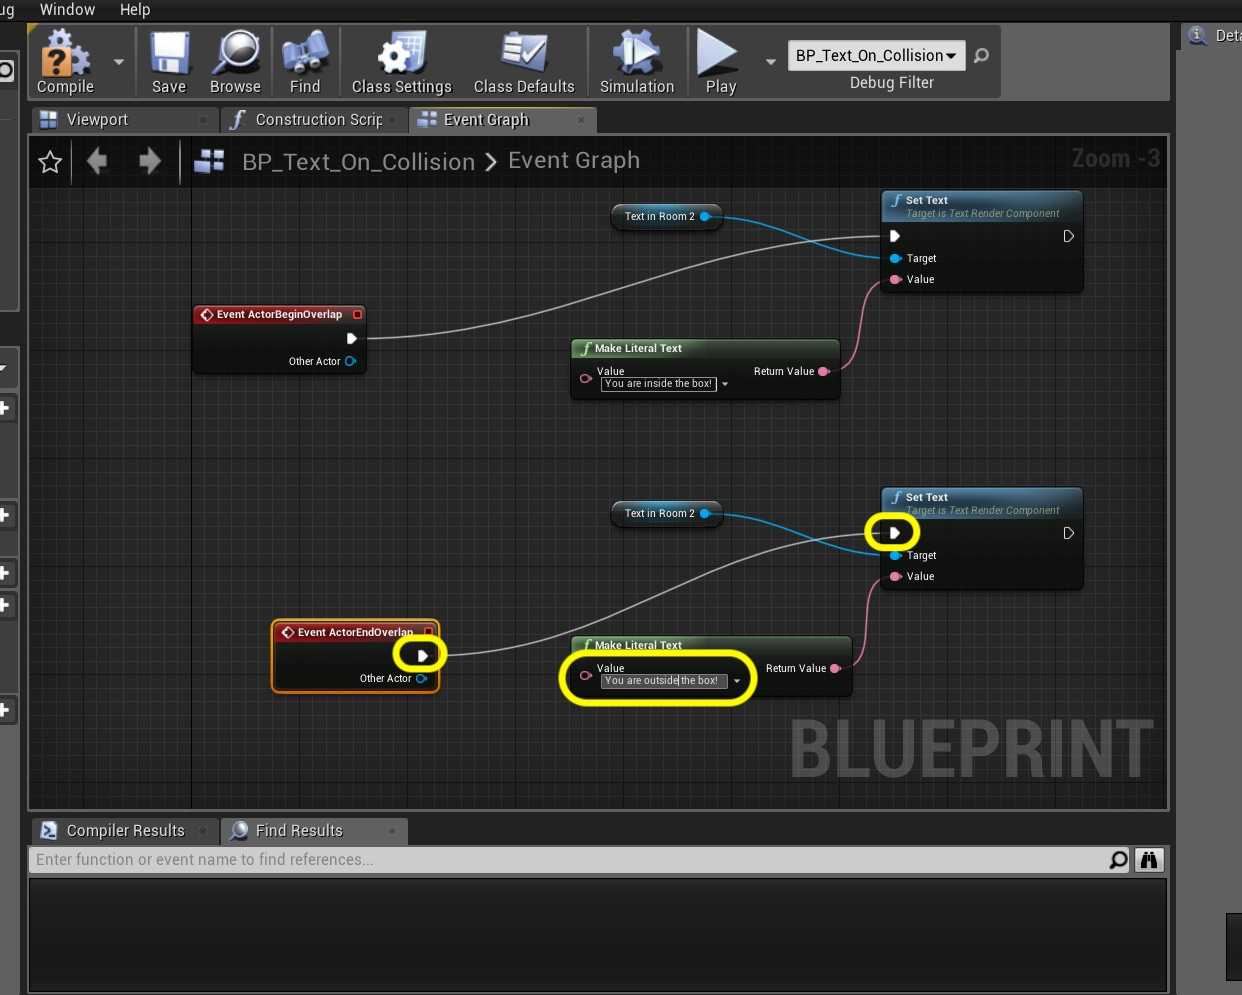 ug Window Help
Compile Save Browse Find Class Settings Class Defaults Simulation Play
BP_Text_On_Collision
Debug Filter
Deta
Viewport Construction Scrip Event Graph
BP_Text_On_Collision > Event Graph
Zoom -3
Text in Room 2
Set Text
Target is Text Render Component
Target
Value
Event ActorBeginOverlap
Other Actor
Make Literal Text
Value
You are inside the box!
Return Value
Text in Room 2
Set Text
Target is Text Render Component
Target
Value
Event ActorEndOverlap
Other Actor
Make Literal Text
Value
You are outside the box!
Return Value
BLUEPRINT
Compiler Results Find Results
Enter function or event name to find references...